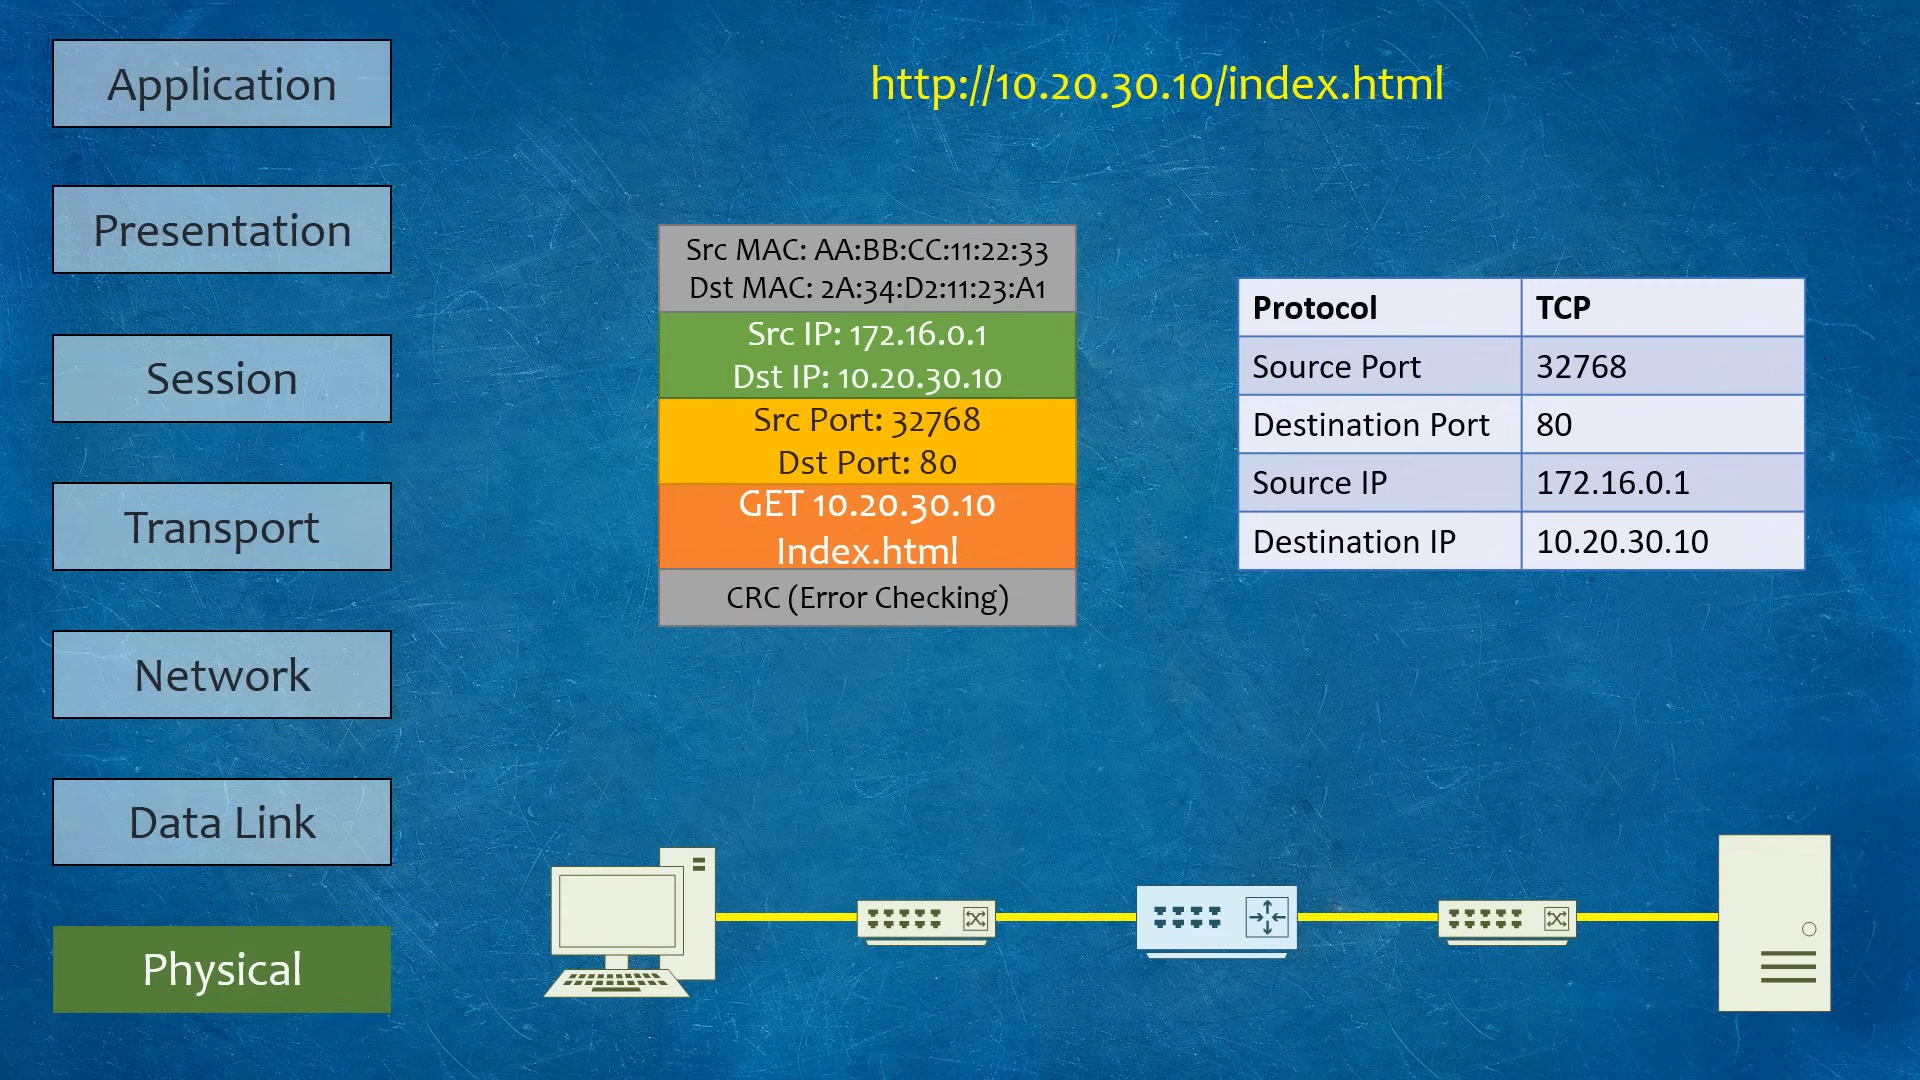 Application
Presentation
Session
Transport
Network
Data Link
Physical
http://10.20.30.10/index.html
Src MAC: AA:BB:CC:11:22:33
Dst MAC: 2A:34:D2:11:23:A1
Src IP: 172.16.0.1
Dst IP: 10.20.30.10
Src Port: 32768
Dst Port: 80
GET 10.20.30.10
Index.html
CRC (Error Checking)
Protocol TCP
Source Port 32768
Destination Port 80
Source IP 172.16.0.1
Destination IP 10.20.30.10